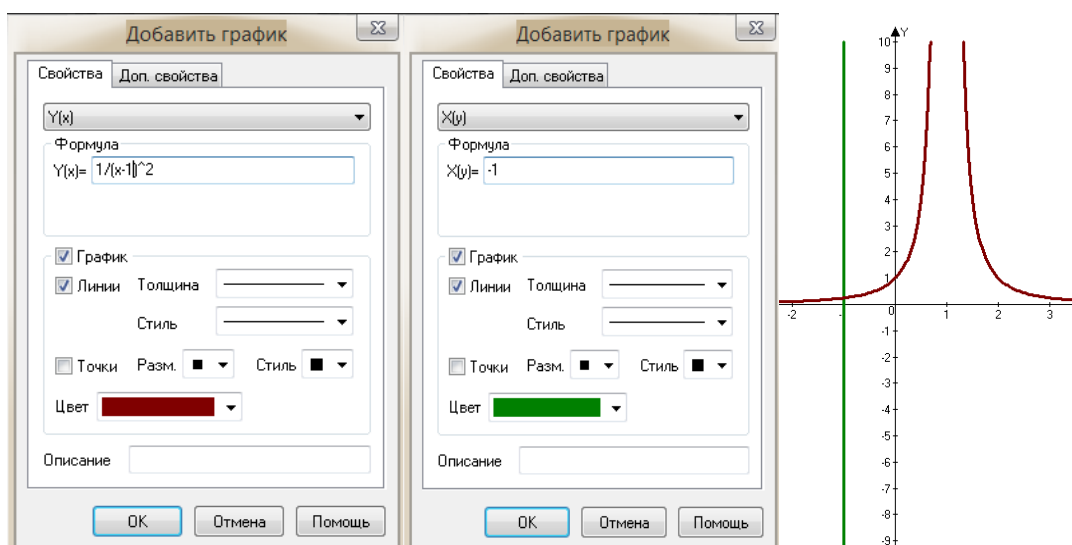 Добавить график
Свойства
Доп. свойства
Y(x)
Формула
Y(x)= 1/(x-1)^2
График
Линии Толщина
Стиль
Точки Разм. Стиль
Цвет
Описание
OK Отмена Помощь
Добавить график
Свойства
Доп. свойства
X(y)
Формула
X(y)= -1
График
Линии Толщина
Стиль
Точки Разм. Стиль
Цвет
Описание
OK Отмена Помощь
Y
10
9
8
7
6
5
4
3
2
1
-2 - 0 1 2 3
-1
-2
-3
-4
-5
-6
-7
-8
-9